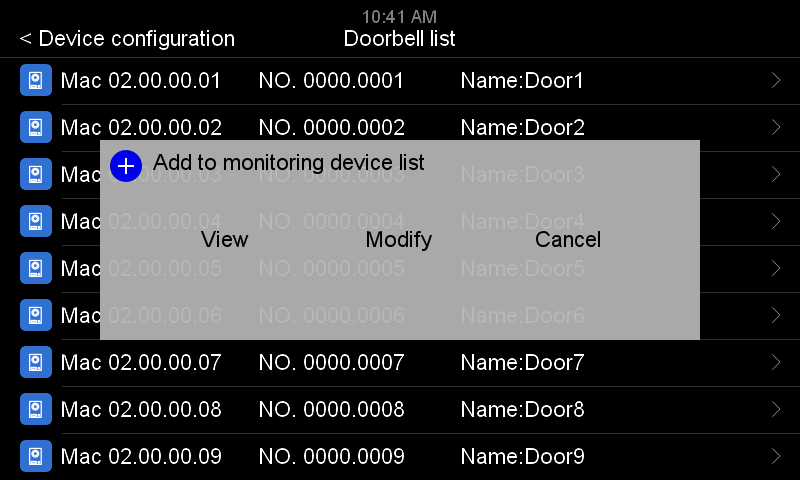 10:41 AM
< Device configuration Doorbell list
Mac 02.00.00.01 NO. 0000.0001 Name:Door1
Mac 02.00.00.02 NO. 0000.0002 Name:Door2
Add to monitoring device list
Mac 02.00.00.03 NO. 0000.0003 Name:Door3
Mac 02.00.00.04 NO. 0000.0004 Name:Door4
View Modify Cancel
Mac 02.00.00.05 NO. 0000.0005 Name:Door5
Mac 02.00.00.06 NO. 0000.0006 Name:Door6
Mac 02.00.00.07 NO. 0000.0007 Name:Door7
Mac 02.00.00.08 NO. 0000.0008 Name:Door8
Mac 02.00.00.09 NO. 0000.0009 Name:Door9